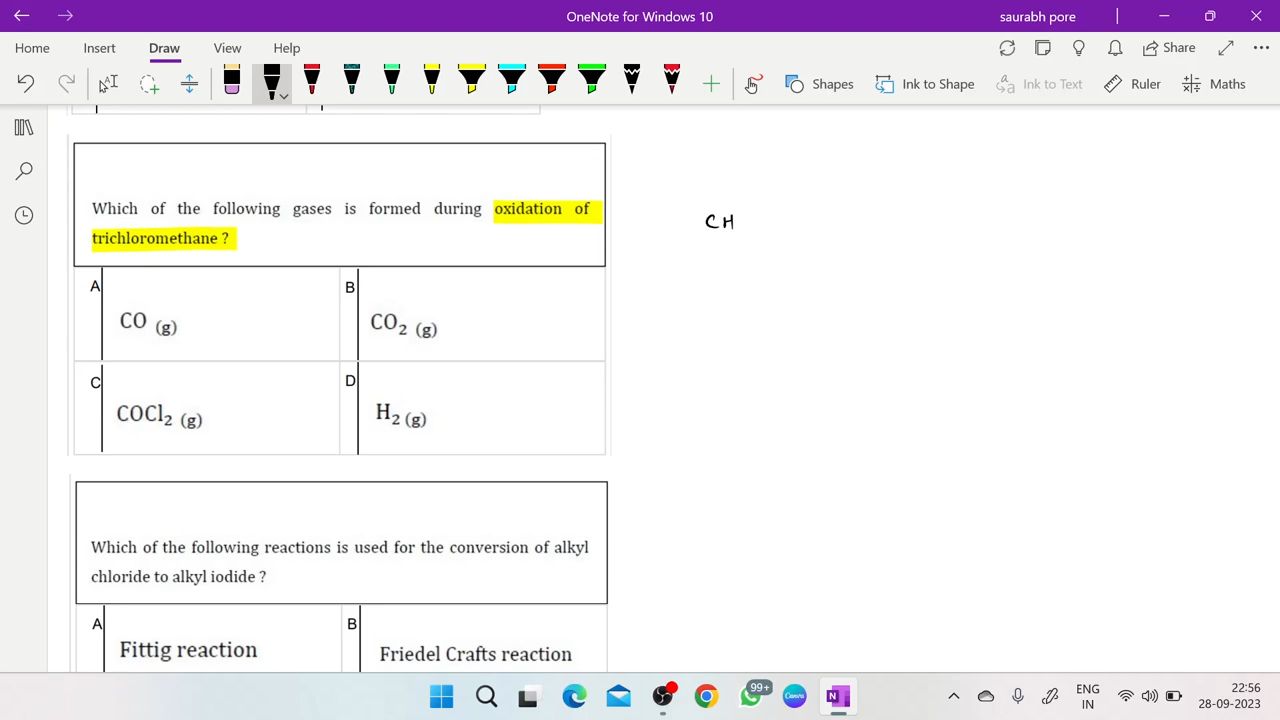 OneNote for Windows 10
saurabh pore
Home Insert Draw View Help
Share
Shapes Ink to Shape Ink to Text Ruler Maths
Which of the following gases is formed during oxidation of
trichloromethane ?
CH
A CO (g)
B CO2 (g)
C COCl2 (g)
D H2 (g)
Which of the following reactions is used for the conversion of alkyl
chloride to alkyl iodide ?
A Fittig reaction
B Friedel Crafts reaction
99+
Canva
ENG
IN
22:56
28-09-2023